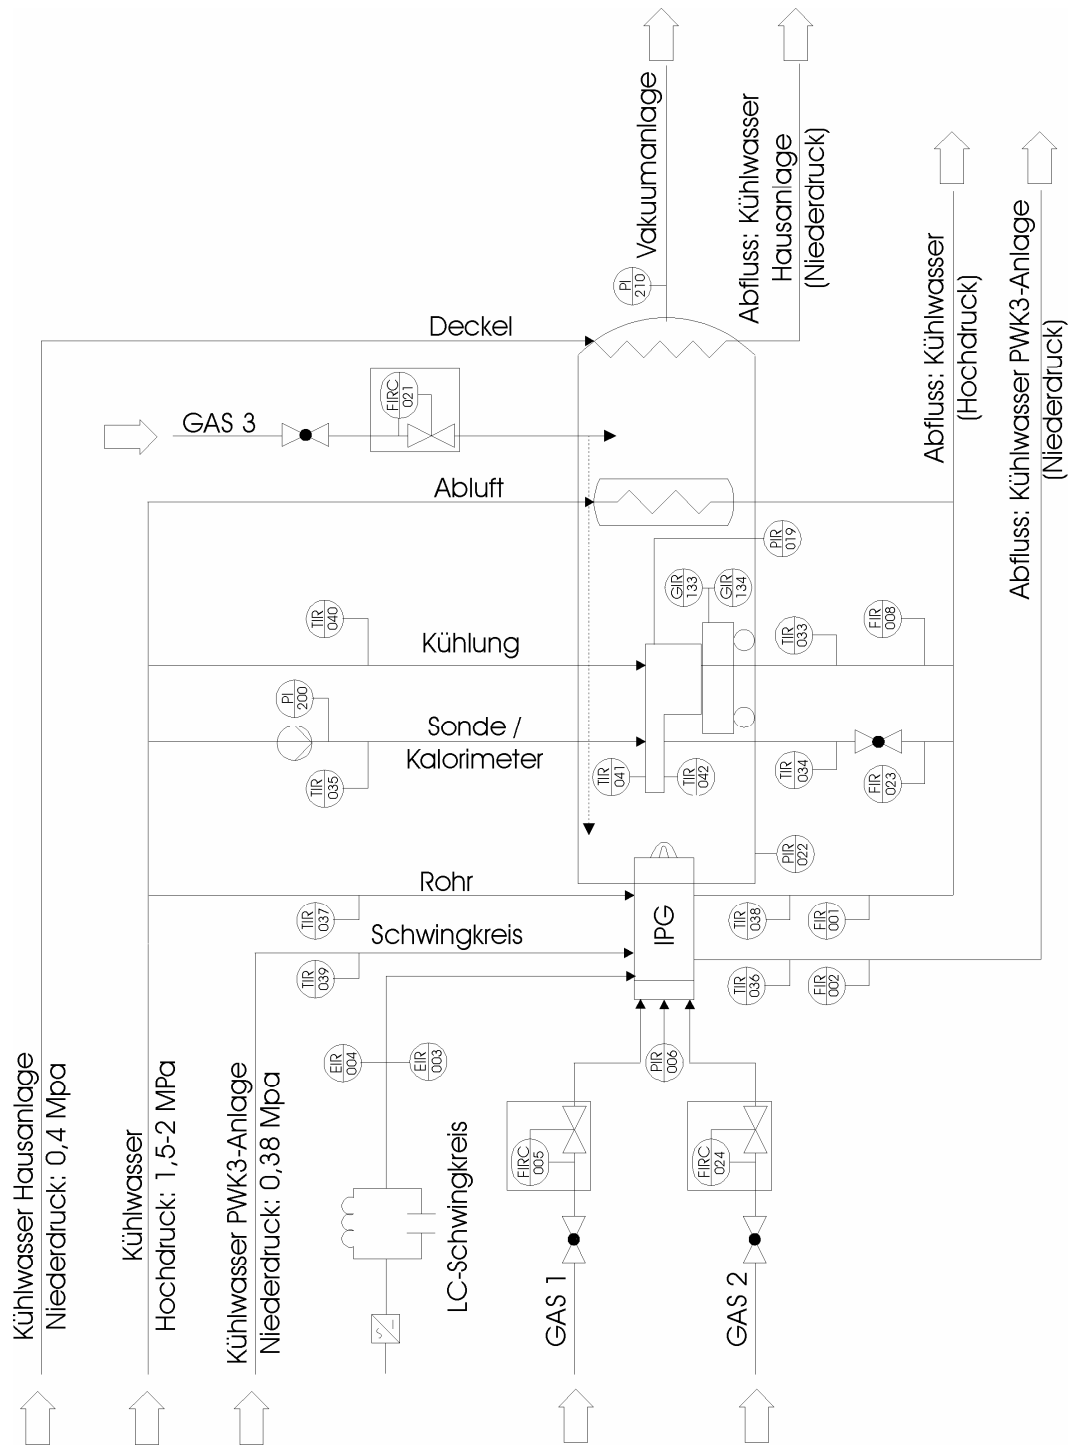 Vakuumanlage
Abfluss: Kühlwasser
Hausanlage
(Niederdruck)
PI
210
Abfluss: Kühlwasser
(Hochdruck)
Abfluss: Kühlwasser PWK3-Anlage
(Niederdruck)
Deckel
GAS 3
FIRC
021
Abluft
PIR
019
GIR
133
GIR
134
TIR
040
Kühlung
TIR
033
FIR
008
PI
200
Sonde /
Kalorimeter
TIR
035
TIR
041
TIR
042
TIR
034
FIR
023
PIR
022
Rohr
TIR
037
TIR
038
FIR
001
IPG
Schwingkreis
TIR
039
TIR
036
FIR
002
EIR
004
EIR
003
PIR
006
Kühlwasser Hausanlage
Niederdruck: 0,4 Mpa
Kühlwasser
Hochdruck: 1,5-2 MPa
Kühlwasser PWK3-Anlage
Niederdruck: 0,38 Mpa
LC-Schwingkreis
FIRC
005
GAS 1
FIRC
024
GAS 2